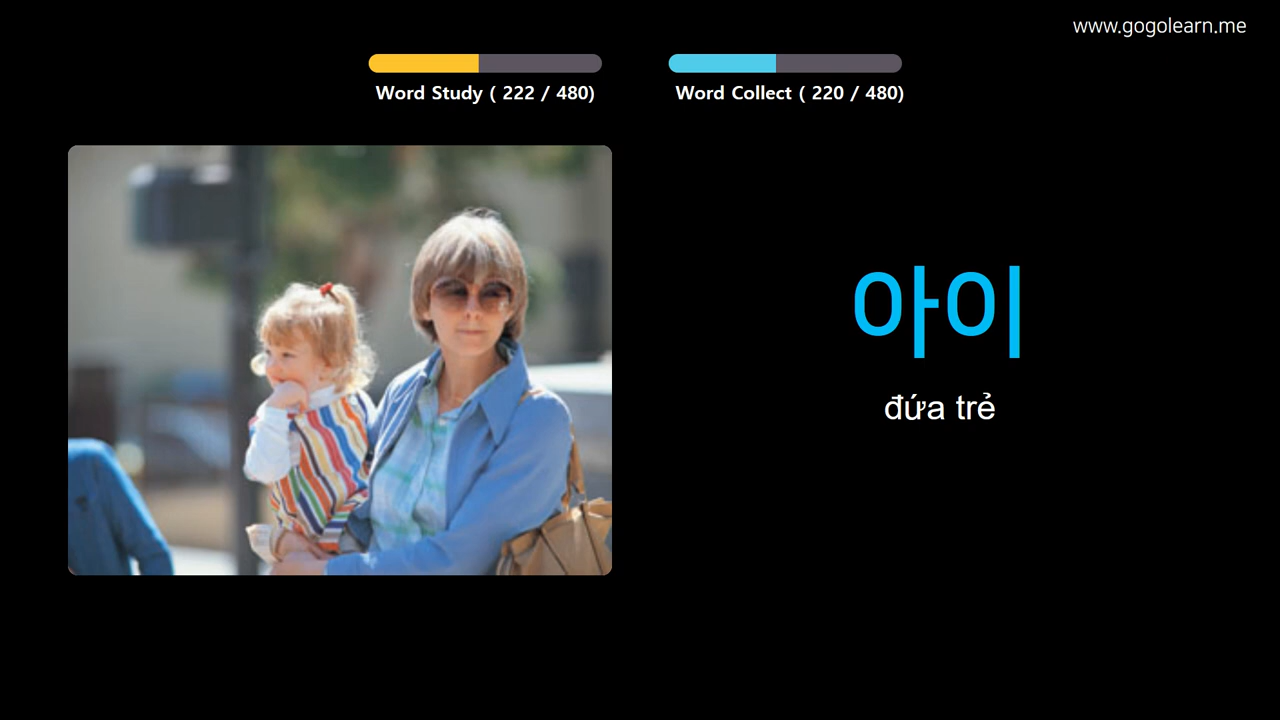 www.gogolearn.me
Word Study ( 222 / 480)
Word Collect ( 220 / 480)
아이
đứa trẻ